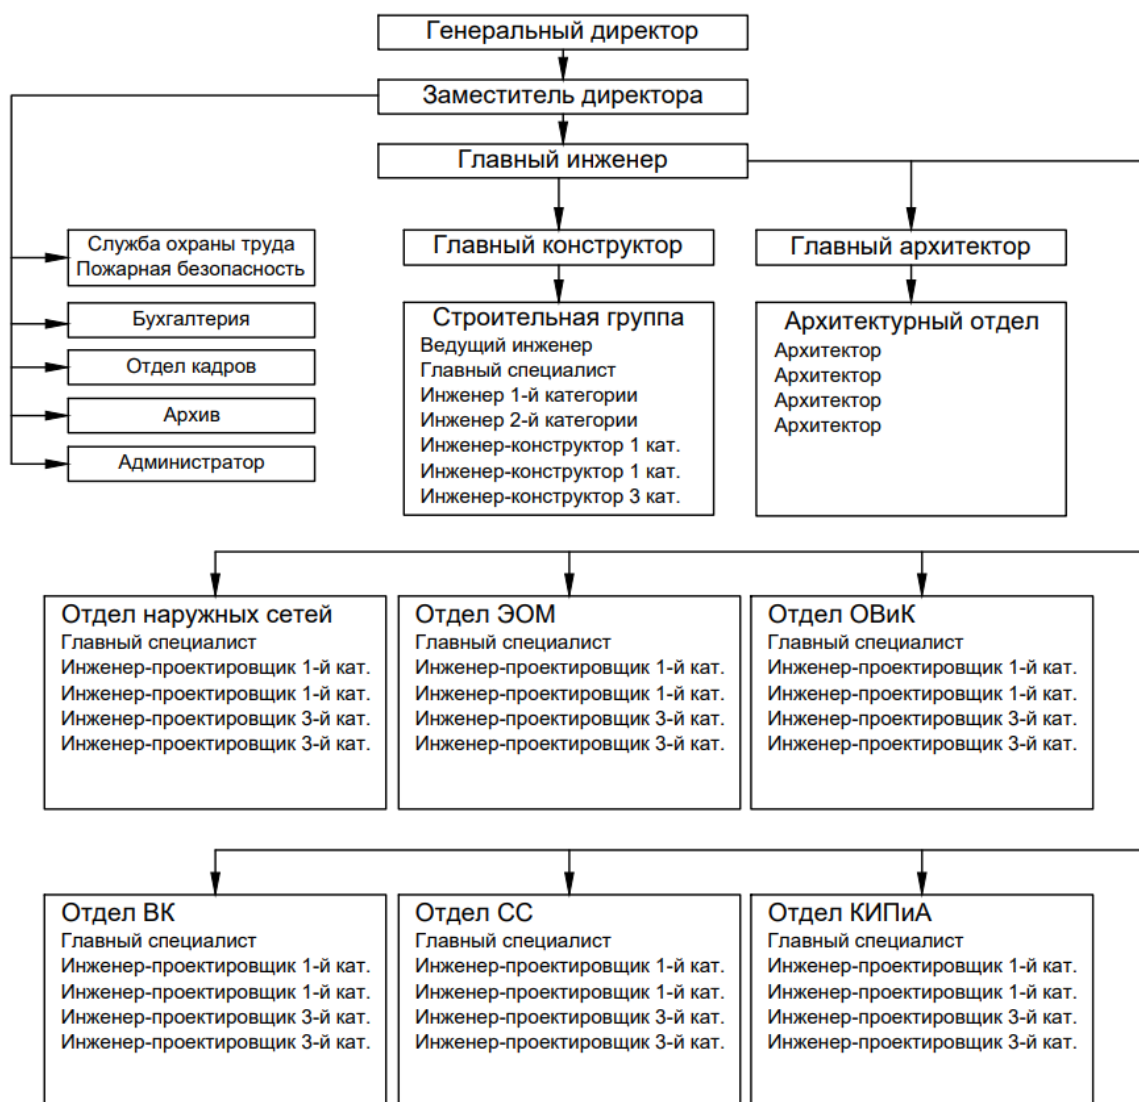 Генеральный директор
Заместитель директора
Главный инженер
Служба охраны труда
Пожарная безопасность
Бухгалтерия
Отдел кадров
Архив
Администратор
Главный конструктор
Строительная группа
Ведущий инженер
Главный специалист
Инженер 1-й категории
Инженер 2-й категории
Инженер-конструктор 1 кат.
Инженер-конструктор 1 кат.
Инженер-конструктор 3 кат.
Главный архитектор
Архитектурный отдел
Архитектор
Архитектор
Архитектор
Архитектор
Отдел наружных сетей
Главный специалист
Инженер-проектировщик 1-й кат.
Инженер-проектировщик 1-й кат.
Инженер-проектировщик 3-й кат.
Инженер-проектировщик 3-й кат.
Отдел ЭОМ
Главный специалист
Инженер-проектировщик 1-й кат.
Инженер-проектировщик 1-й кат.
Инженер-проектировщик 3-й кат.
Инженер-проектировщик 3-й кат.
Отдел ОВиК
Главный специалист
Инженер-проектировщик 1-й кат.
Инженер-проектировщик 1-й кат.
Инженер-проектировщик 3-й кат.
Инженер-проектировщик 3-й кат.
Отдел ВК
Главный специалист
Инженер-проектировщик 1-й кат.
Инженер-проектировщик 1-й кат.
Инженер-проектировщик 3-й кат.
Инженер-проектировщик 3-й кат.
Отдел СС
Главный специалист
Инженер-проектировщик 1-й кат.
Инженер-проектировщик 1-й кат.
Инженер-проектировщик 3-й кат.
Инженер-проектировщик 3-й кат.
Отдел КИПиА
Главный специалист
Инженер-проектировщик 1-й кат.
Инженер-проектировщик 1-й кат.
Инженер-проектировщик 3-й кат.
Инженер-проектировщик 3-й кат.